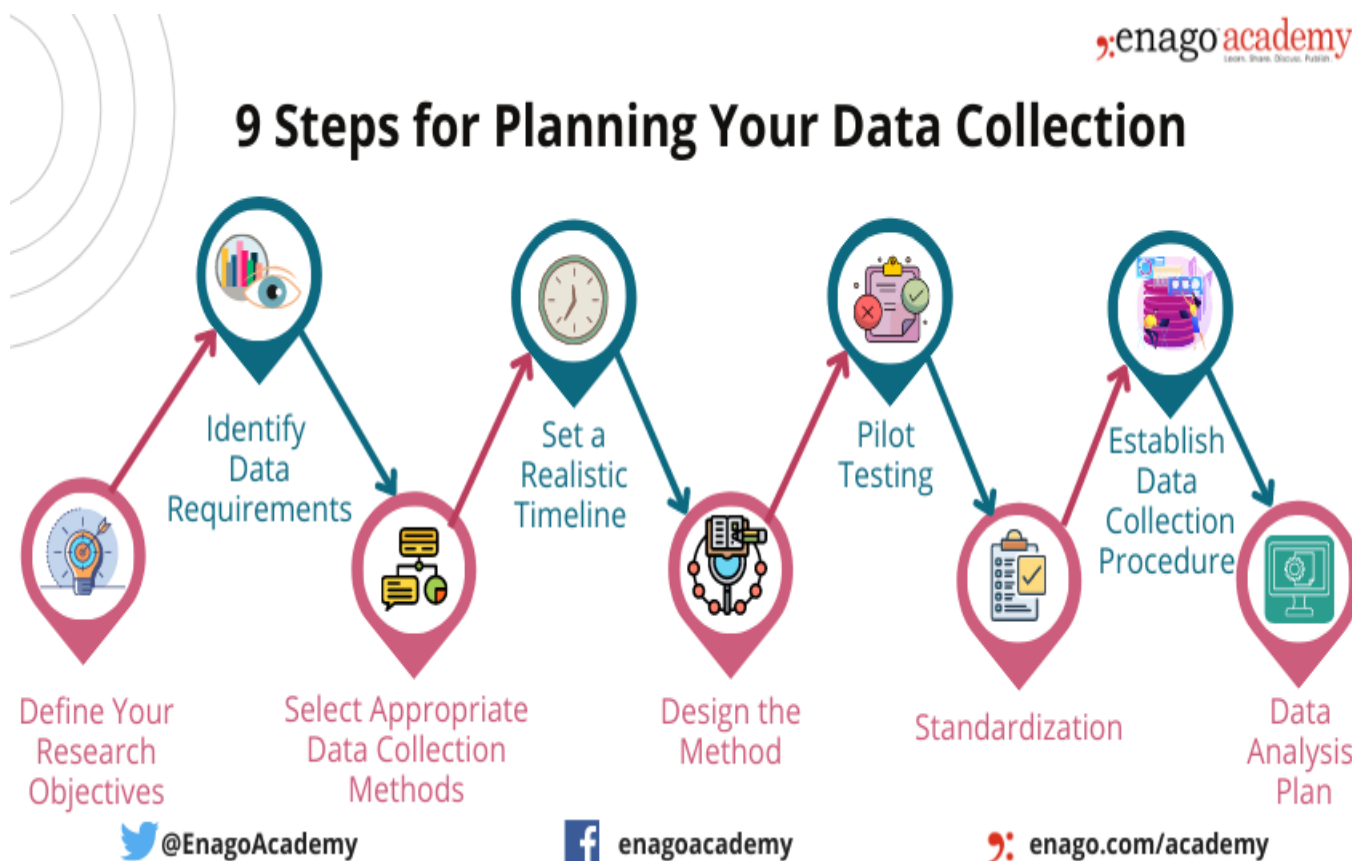 enago academy
Learn. Share. Discuss. Publish.
9 Steps for Planning Your Data Collection
Define Your
Research
Objectives
Identify
Data
Requirements
Select Appropriate
Data Collection
Methods
Set a
Realistic
Timeline
Design the
Method
Pilot
Testing
Standardization
Establish
Data
Collection
Procedure
Data
Analysis
Plan
@EnagoAcademy
enagoacademy
enago.com/academy